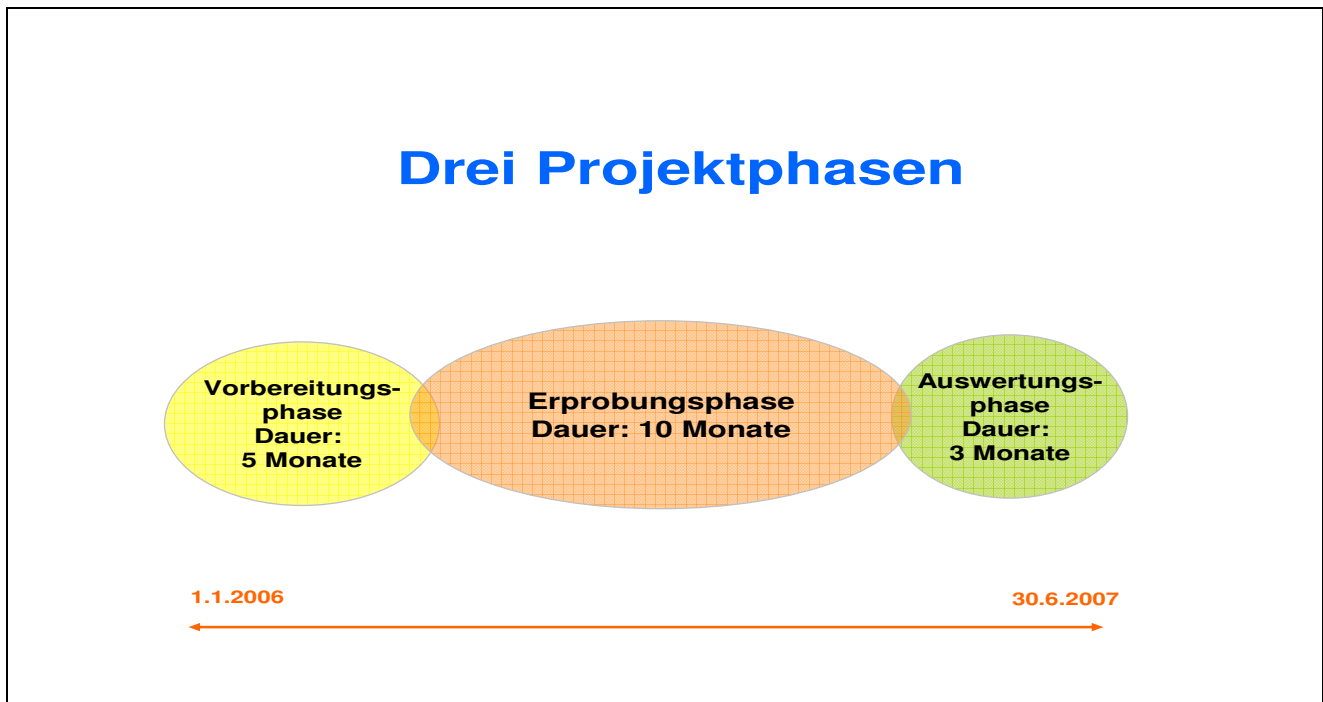 Drei Projektphasen
Vorbereitungs-
phase
Dauer:
5 Monate
Erprobungsphase
Dauer: 10 Monate
Auswertungs-
phase
Dauer:
3 Monate
1.1.2006
30.6.2007